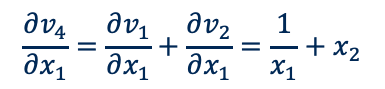 ∂v₄/∂x₁ = ∂v₁/∂x₁ + ∂v₂/∂x₁ = 1/x₁ + x₂